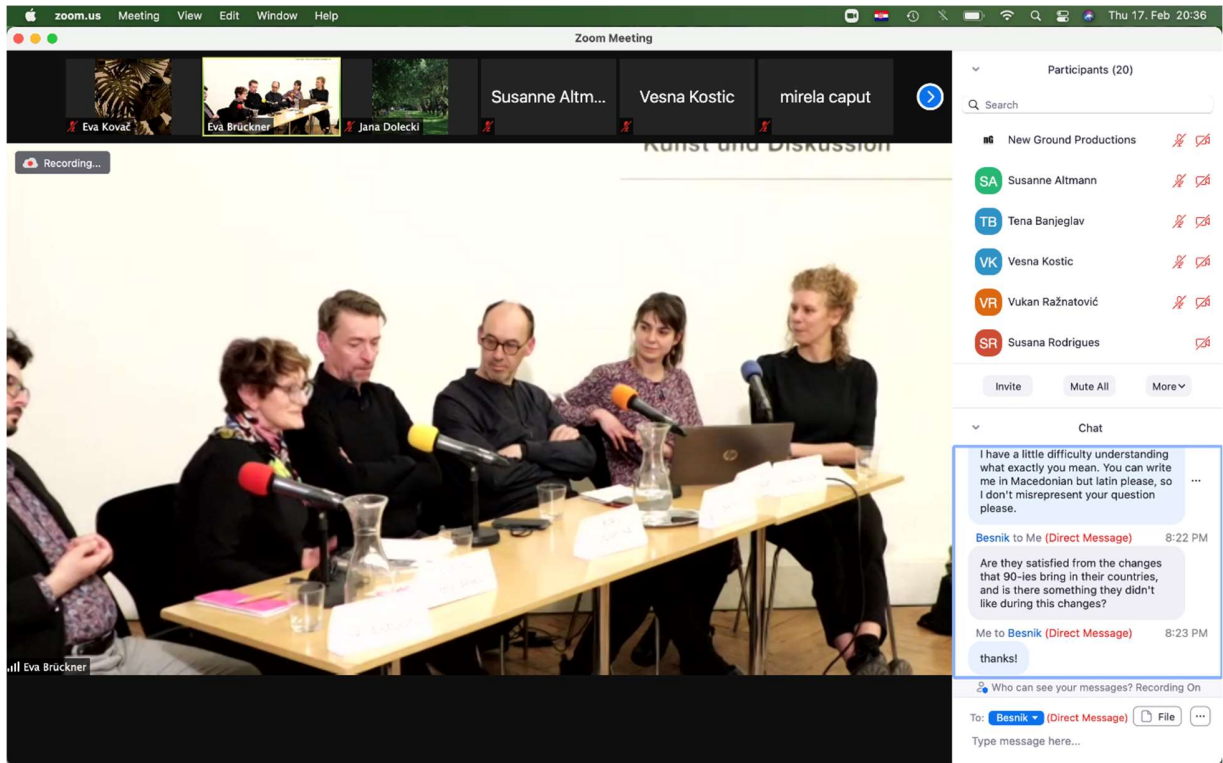 zoom.us Meeting View Edit Window Help
Thu 17. Feb 20:36
Zoom Meeting
Eva Kovač
Eva Brückner
Jana Dolecki
Susanne Altm...
Vesna Kostic
mirela caput
Recording...
Kunst und Diskussion
Eva Brückner
Participants (20)
Search
NG New Ground Productions
SA Susanne Altmann
TB Tena Banjeglav
VK Vesna Kostic
VR Vukan Ražnatović
SR Susana Rodrigues
Invite Mute All More
Chat
I have a little difficulty understanding
what exactly you mean. You can write
me in Macedonian but latin please, so
I don't misrepresent your question
please.
Besnik to Me (Direct Message) 8:22 PM
Are they satisfied from the changes
that 90-ies bring in their countries,
and is there something they didn't
like during this changes?
Me to Besnik (Direct Message) 8:23 PM
thanks!
Who can see your messages? Recording On
To: Besnik (Direct Message) File
Type message here...